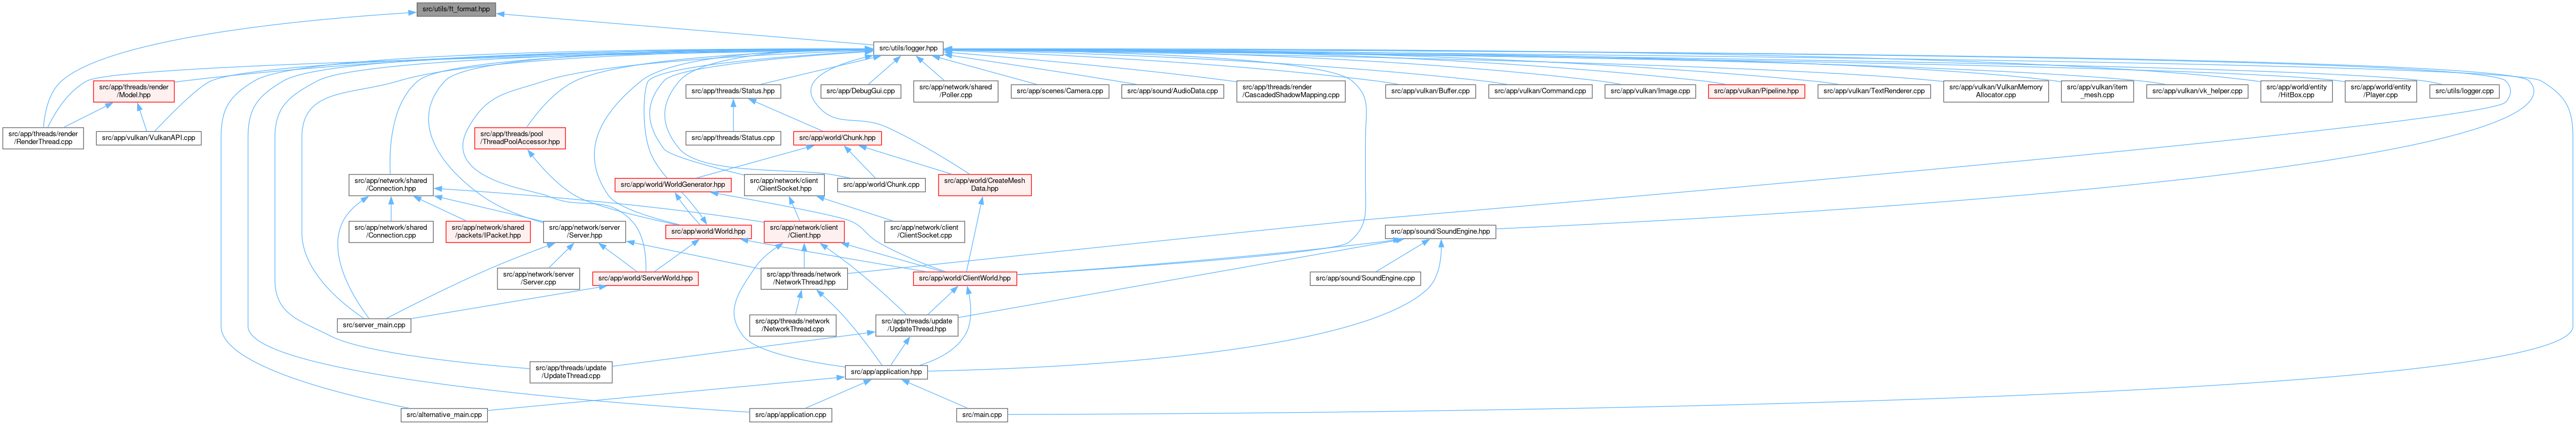 src/utils/ft_format.hpp
src/utils/logger.hpp
src/app/threads/render
/Model.hpp
src/app/threads/Status.hpp
src/app/DebugGui.cpp
src/app/network/shared
/Poller.cpp
src/app/scenes/Camera.cpp
src/app/sound/AudioData.cpp
src/app/threads/render
/CascadedShadowMapping.cpp
src/app/vulkan/Buffer.cpp
src/app/vulkan/Command.cpp
src/app/vulkan/Image.cpp
src/app/vulkan/Pipeline.hpp
src/app/vulkan/TextRenderer.cpp
src/app/vulkan/VulkanMemory
Allocator.cpp
src/app/vulkan/item
_mesh.cpp
src/app/vulkan/vk_helper.cpp
src/app/world/entity
/HitBox.cpp
src/app/world/entity
/Player.cpp
src/utils/logger.cpp
src/app/threads/render
/RenderThread.cpp
src/app/vulkan/VulkanAPI.cpp
src/app/threads/pool
/ThreadPoolAccessor.hpp
src/app/threads/Status.cpp
src/app/world/Chunk.hpp
src/app/network/shared
/Connection.hpp
src/app/world/WorldGenerator.hpp
src/app/network/client
/ClientSocket.hpp
src/app/world/Chunk.cpp
src/app/world/CreateMesh
Data.hpp
src/app/network/shared
/Connection.cpp
src/app/network/shared
/packets/IPacket.hpp
src/app/network/server
/Server.hpp
src/app/world/World.hpp
src/app/network/client
/Client.hpp
src/app/network/client
/ClientSocket.cpp
src/app/sound/SoundEngine.hpp
src/app/network/server
/Server.cpp
src/app/world/ServerWorld.hpp
src/app/threads/network
/NetworkThread.hpp
src/app/world/ClientWorld.hpp
src/app/sound/SoundEngine.cpp
src/server_main.cpp
src/app/threads/network
/NetworkThread.cpp
src/app/threads/update
/UpdateThread.hpp
src/app/threads/update
/UpdateThread.cpp
src/app/application.hpp
src/alternative_main.cpp
src/app/application.cpp
src/main.cpp